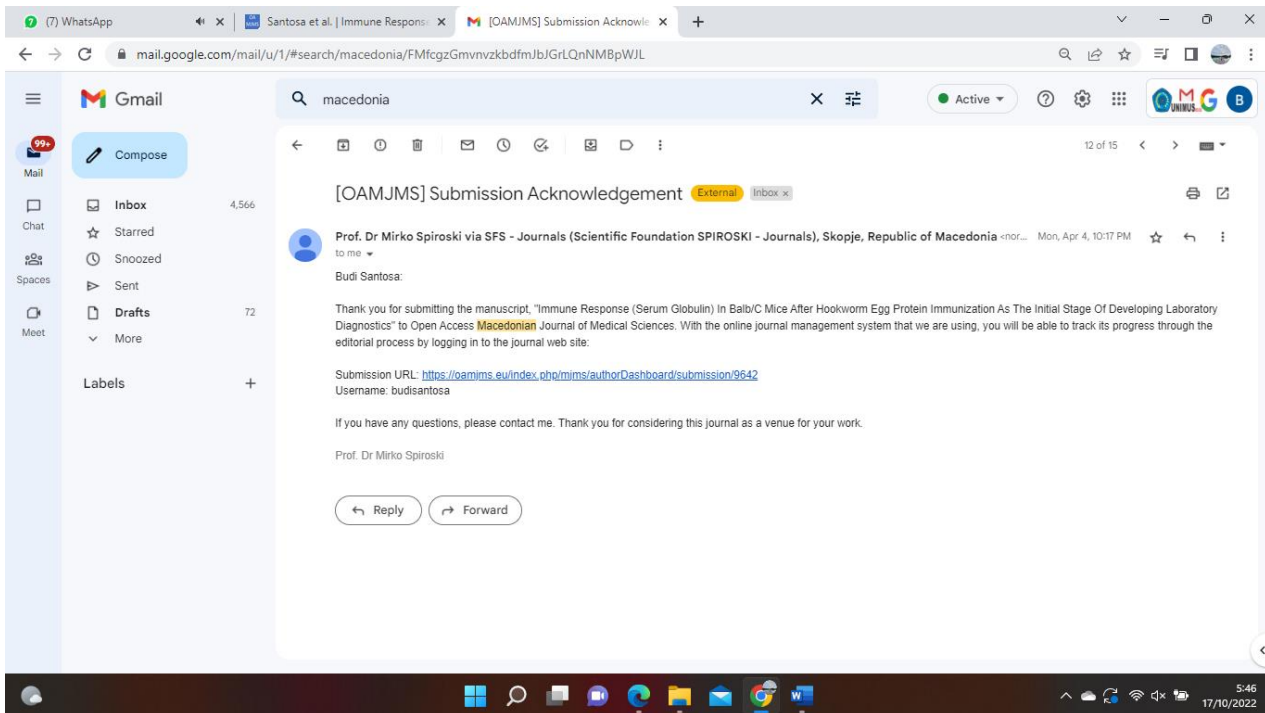 (7) WhatsApp
Santosa et al. | Immune Respons
[OAMJMS] Submission Acknowle
mail.google.com/mail/u/1/#search/macedonia/FMfcgzGmvnvzkbdfmJbJGrLQnNMBpWJL
Gmail
macedonia
Active
UNIMUS
B
99+
Mail
Chat
Spaces
Meet
Compose
Inbox 4,566
Starred
Snoozed
Sent
Drafts 72
More
Labels +
12 of 15
[OAMJMS] Submission Acknowledgement External Inbox x
Prof. Dr Mirko Spiroski via SFS - Journals (Scientific Foundation SPIROSKI - Journals), Skopje, Republic of Macedonia <nor... Mon, Apr 4, 10:17 PM
to me
Budi Santosa:
Thank you for submitting the manuscript, "Immune Response (Serum Globulin) In Balb/C Mice After Hookworm Egg Protein Immunization As The Initial Stage Of Developing Laboratory
Diagnostics" to Open Access Macedonian Journal of Medical Sciences. With the online journal management system that we are using, you will be able to track its progress through the
editorial process by logging in to the journal web site:
Submission URL: https://oamjms.eu/index.php/mjms/authorDashboard/submission/9642
Username: budisantosa
If you have any questions, please contact me. Thank you for considering this journal as a venue for your work.
Prof. Dr Mirko Spiroski
Reply
Forward
5:46
17/10/2022